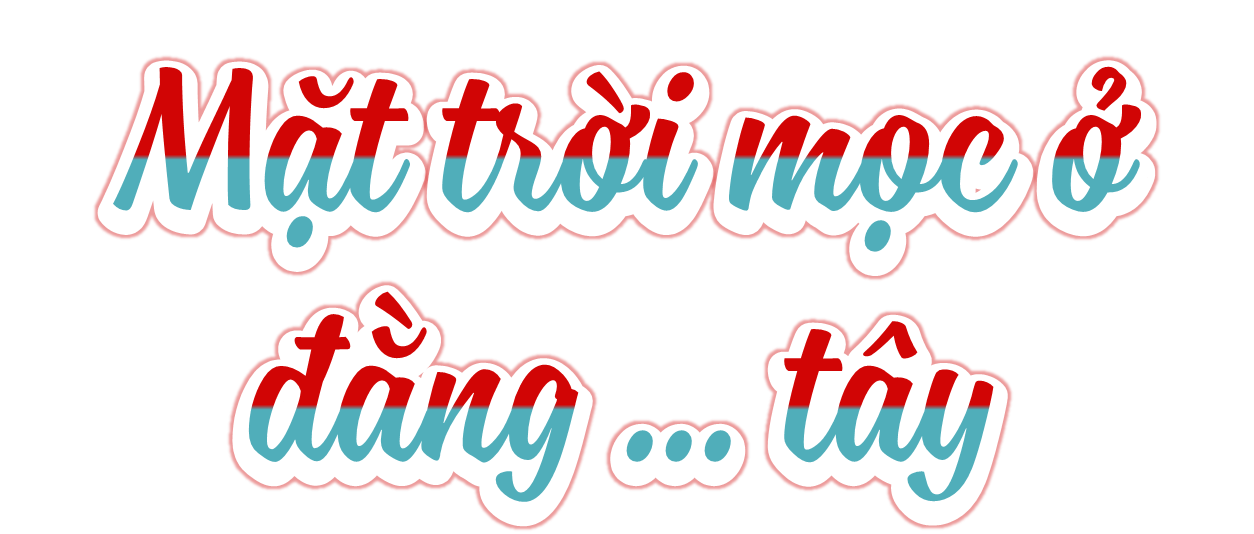 Mặt trời mọc ở
đằng ... tây